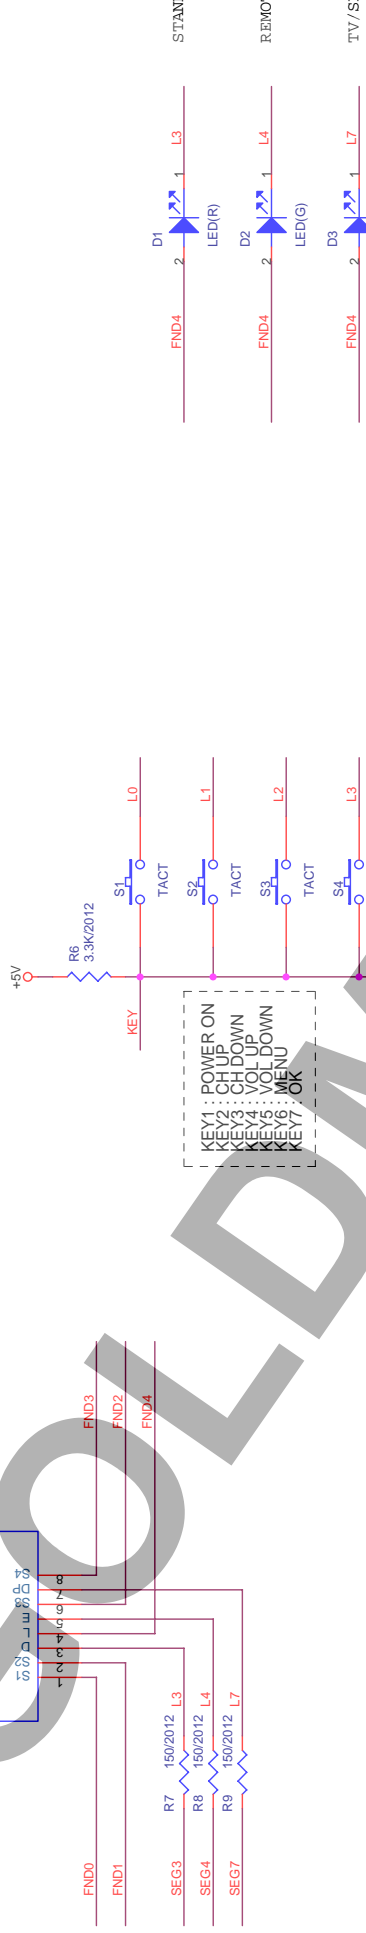 L3
L4
L7
1
1
1
D1
LED(R)
D2
LED(G)
D3
2
2
2
FND4
FND4
FND4
L0
L1
L2
L3
S1
TACT
S2
TACT
S3
TACT
S4
+5V
R6
3.3K/2012
KEY
KEY1 : POWER ON
KEY2 : CH UP
KEY3 : CH DOWN
KEY4 : VOL UP
KEY5 : VOL DOWN
KEY6 : MENU
KEY7 : OK
FND3
FND2
FND4
S4
DP
S3
E
L
D
S2
S1
8
7
6
5
4
3
2
1
L3
L4
L7
R7
150/2012
R8
150/2012
R9
150/2012
FND0
FND1
SEG3
SEG4
SEG7